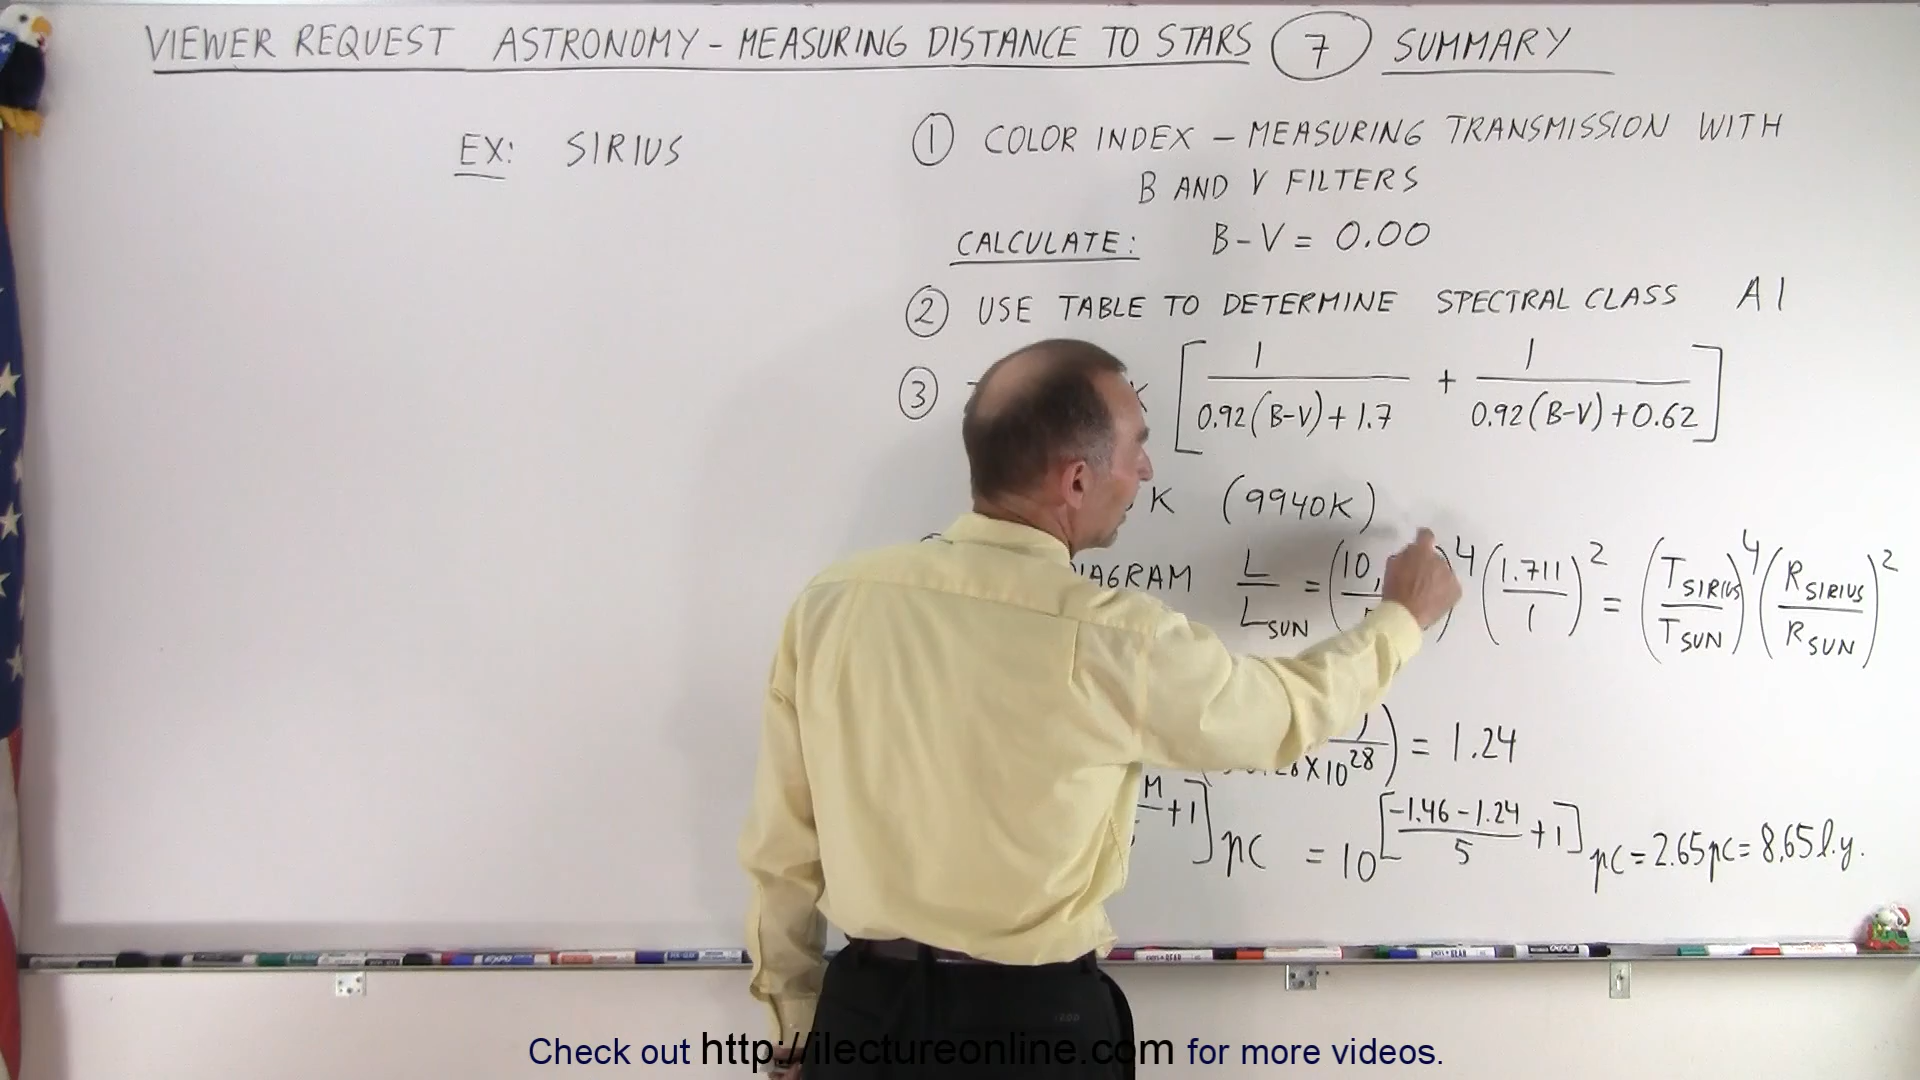 VIEWER REQUEST ASTRONOMY - MEASURING DISTANCE TO STARS 7 SUMMARY
EX: SIRIUS
1 COLOR INDEX - MEASURING TRANSMISSION WITH
B AND V FILTERS
CALCULATE: B-V = 0.00
2 USE TABLE TO DETERMINE SPECTRAL CLASS A1
3 K [1/(0.92(B-V)+1.7) + 1/(0.92(B-V)+0.62)]
K (9940K)
DIAGRAM L/L SUN = (10, )^4 (1.711/1)^2 = (T SIRIUS/T SUN)^4 (R SIRIUS/R SUN)^2
×10^28) = 1.24
M +1] pc = 10^[(-1.46-1.24)/5 +1] pc = 2.65pc = 8.65 l.y.
Check out http://ilectureonline.com for more videos.